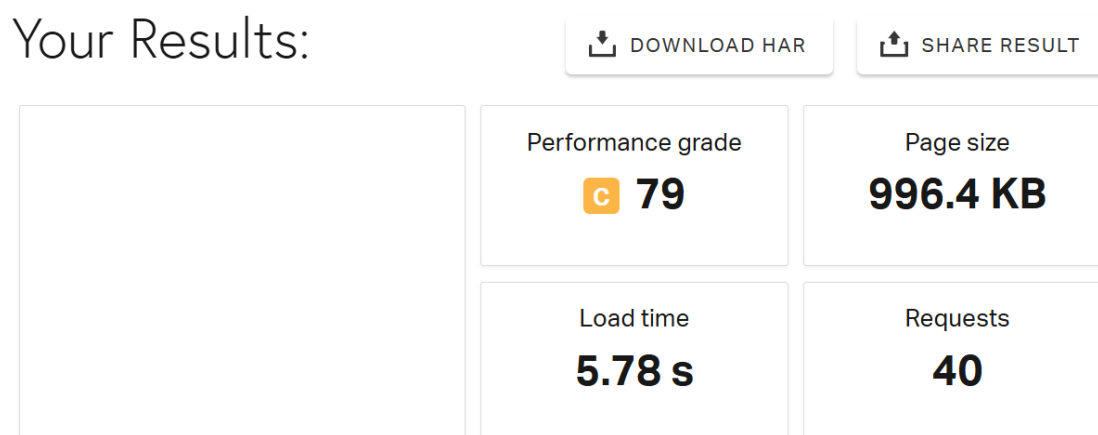 Your Results:
DOWNLOAD HAR
SHARE RESULT
Performance grade
C 79
Page size
996.4 KB
Load time
5.78 s
Requests
40